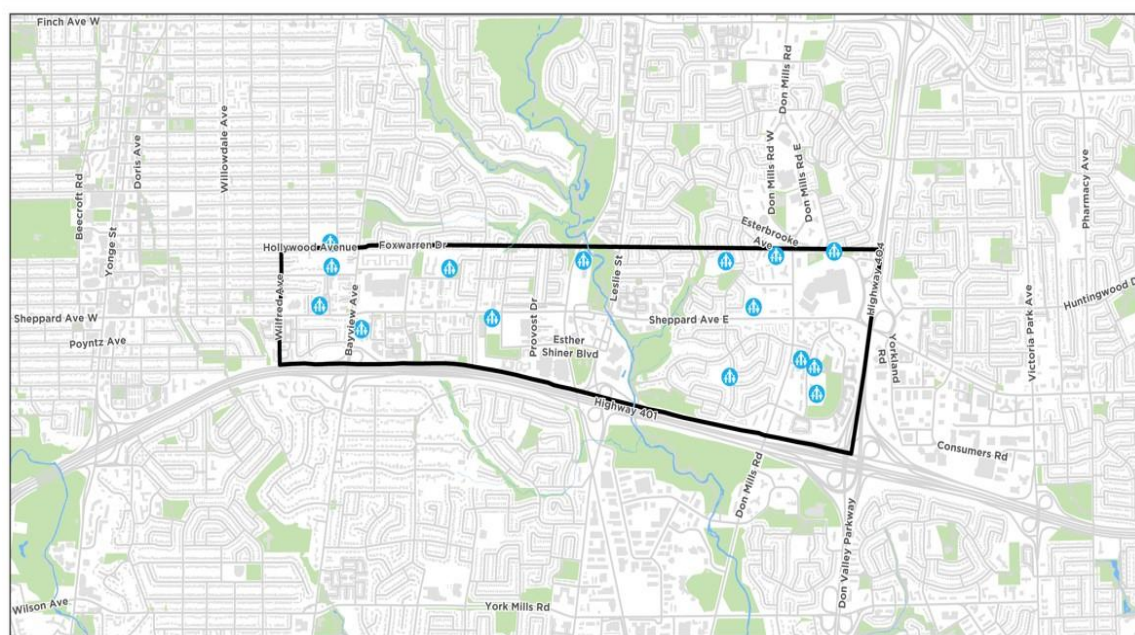 Finch Ave W
Don Mills Rd
Willowdale Ave
Doris Ave
Beecroft Rd
Yonge St
Pharmacy Ave
Don Mills Rd W
Don Mills Rd E
Esterbrooke
Ave
Hollywood Avenue
Foxwarren Dr
Highway 404
Leslie St
Huntingwood D
Wilfred Ave
Bayview Ave
Provost Dr
Sheppard Ave W
Sheppard Ave E
Poyntz Ave
Esther
Shiner Blvd
Yorkland
Rd
Victoria Park Ave
Highway 401
Consumers Rd
Don Mills Rd
Don Valley Parkway
Wilson Ave
York Mills Rd